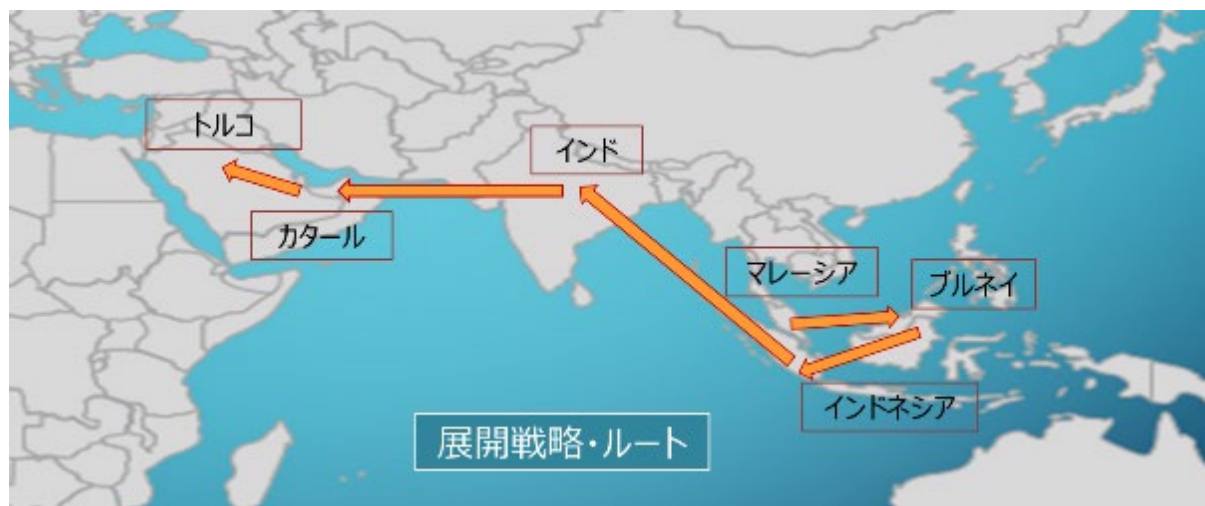 トルコ
インド
カタール
マレーシア
ブルネイ
インドネシア
展開戦略・ルート